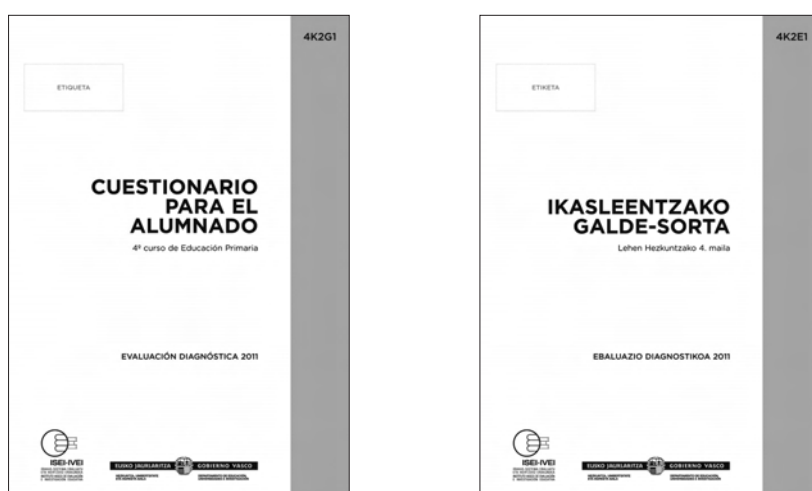 4K2G1
ETIQUETA
CUESTIONARIO
PARA EL
ALUMNADO
4º curso de Educación Primaria
EVALUACIÓN DIAGNÓSTICA 2011
ISEI-IVEI
EUSKO JAURLARITZA
GOBIERNO VASCO
4K2E1
ETIKETA
IKASLEENTZAKO
GALDE-SORTA
Lehen Hezkuntzako 4. maila
EBALUAZIO DIAGNOSTIKOA 2011
ISEI-IVEI
EUSKO JAURLARITZA
GOBIERNO VASCO